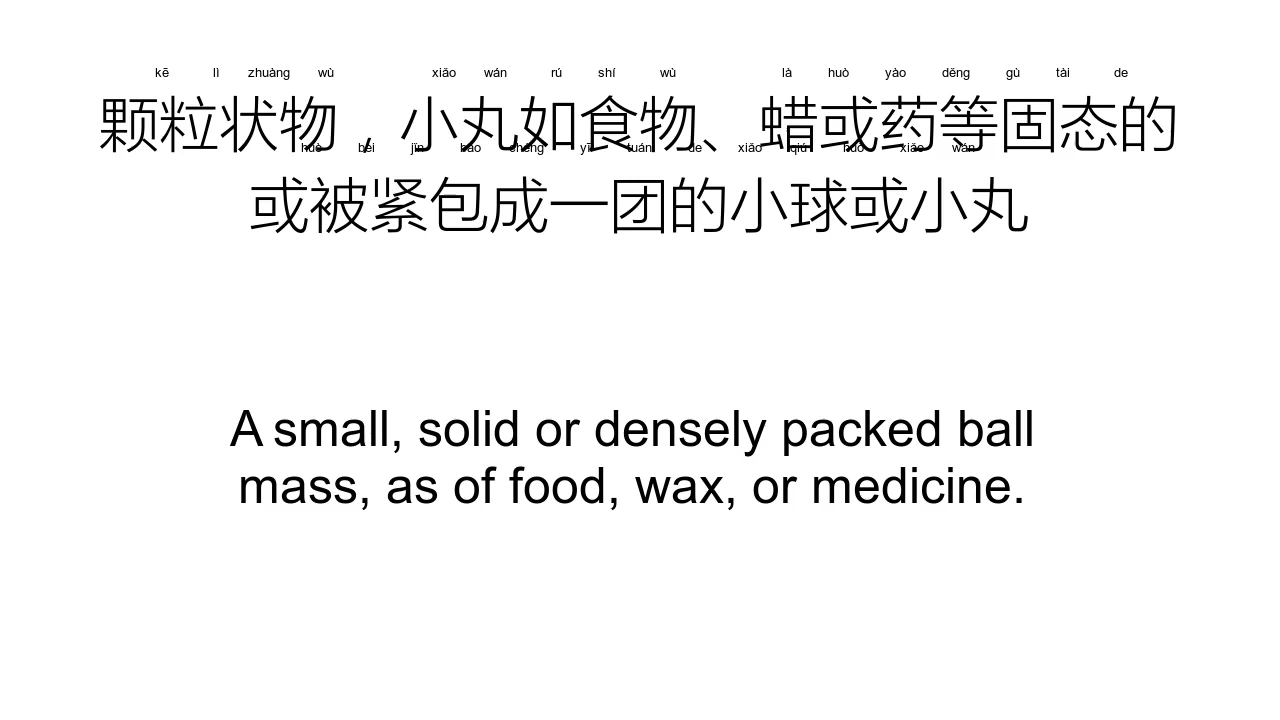 kē lì zhuàng wù xiǎo wán rú shí wù là huò yào děng gù tài de
颗粒状物，小丸如食物、蜡或药等固态的
huò bèi jǐn bāo chéng yī tuán de xiǎo qiú huò xiǎo wán
或被紧包成一团的小球或小丸
A small, solid or densely packed ball
mass, as of food, wax, or medicine.